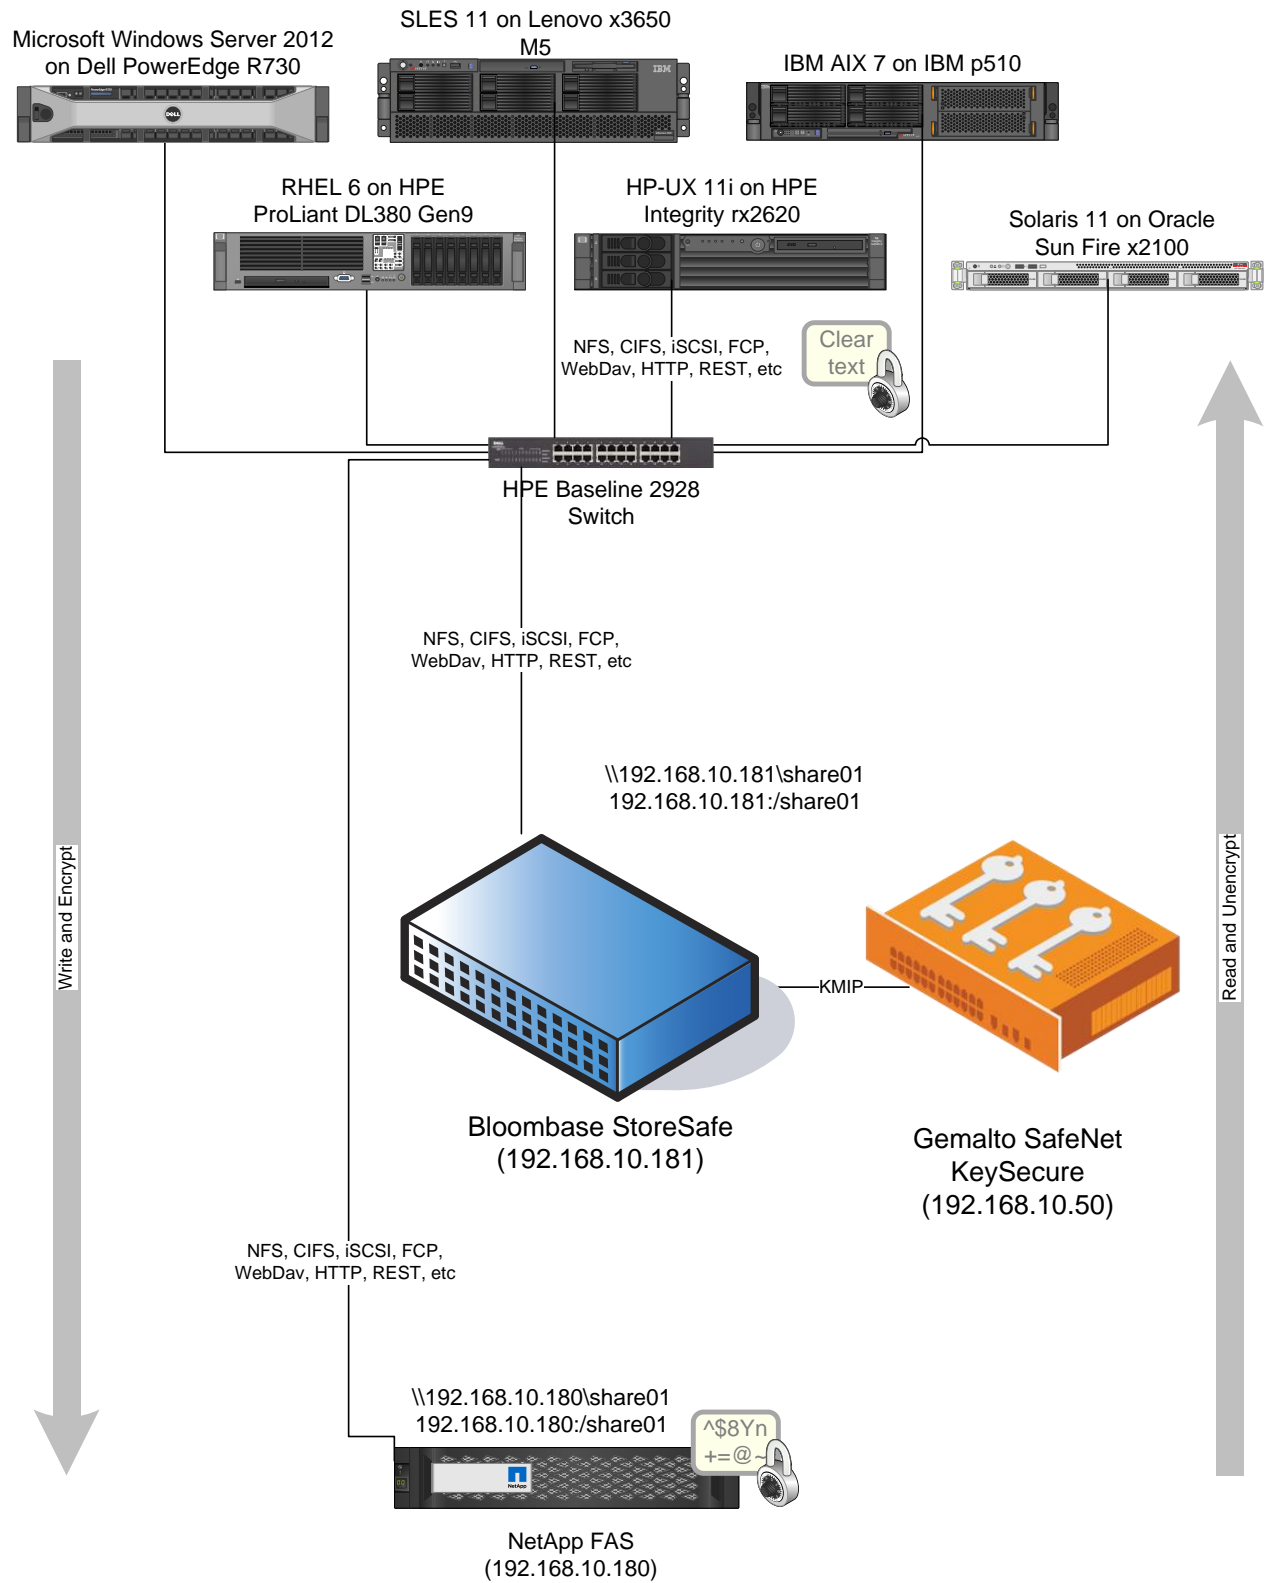 SLES 11 on Lenovo x3650
M5
Microsoft Windows Server 2012
on Dell PowerEdge R730
IBM AIX 7 on IBM p510
DELL
IBM
RHEL 6 on HPE
ProLiant DL380 Gen9
HP-UX 11i on HPE
Integrity rx2620
Solaris 11 on Oracle
Sun Fire x2100
NFS, CIFS, iSCSI, FCP,
WebDav, HTTP, REST, etc
Clear
text
HPE Baseline 2928
Switch
NFS, CIFS, iSCSI, FCP,
WebDav, HTTP, REST, etc
\\192.168.10.181\share01
192.168.10.181:/share01
Write and Encrypt
Read and Unencrypt
KMIP
Bloombase StoreSafe
(192.168.10.181)
Gemalto SafeNet
KeySecure
(192.168.10.50)
NFS, CIFS, iSCSI, FCP,
WebDav, HTTP, REST, etc
\\192.168.10.180\share01
192.168.10.180:/share01
^$8Yn
+=@~
NetApp
NetApp FAS
(192.168.10.180)